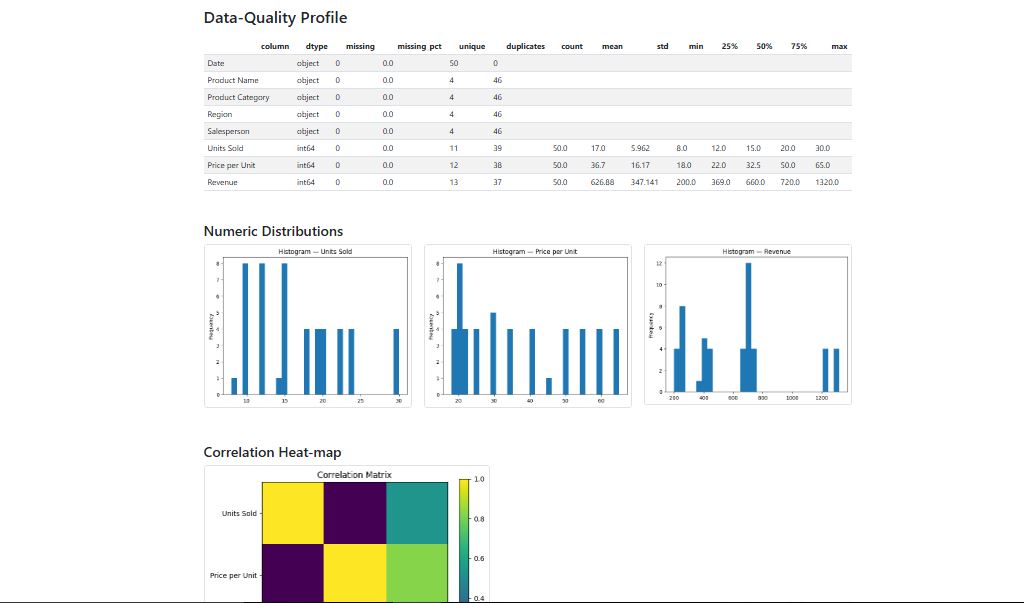 Data-Quality Profile
column dtype missing missing_pct unique duplicates count mean std min 25% 50% 75% max
Date object 0 0.0 50 0
Product Name object 0 0.0 4 46
Product Category object 0 0.0 4 46
Region object 0 0.0 4 46
Salesperson object 0 0.0 4 46
Units Sold int64 0 0.0 11 39 50.0 17.0 5.962 8.0 12.0 15.0 20.0 30.0
Price per Unit int64 0 0.0 12 38 50.0 36.7 16.17 18.0 22.0 32.5 50.0 65.0
Revenue int64 0 0.0 13 37 50.0 626.88 347.141 200.0 369.0 660.0 720.0 1320.0
Numeric Distributions
Histogram — Units Sold
Frequency
8
7
6
5
4
3
2
1
0
10 15 20 25 30
Histogram — Price per Unit
Frequency
8
7
6
5
4
3
2
1
0
20 30 40 50 60
Histogram — Revenue
Frequency
12
10
8
6
4
2
0
200 400 600 800 1000 1200
Correlation Heat-map
Correlation Matrix
Units Sold
Price per Unit
1.0
0.8
0.6
0.4